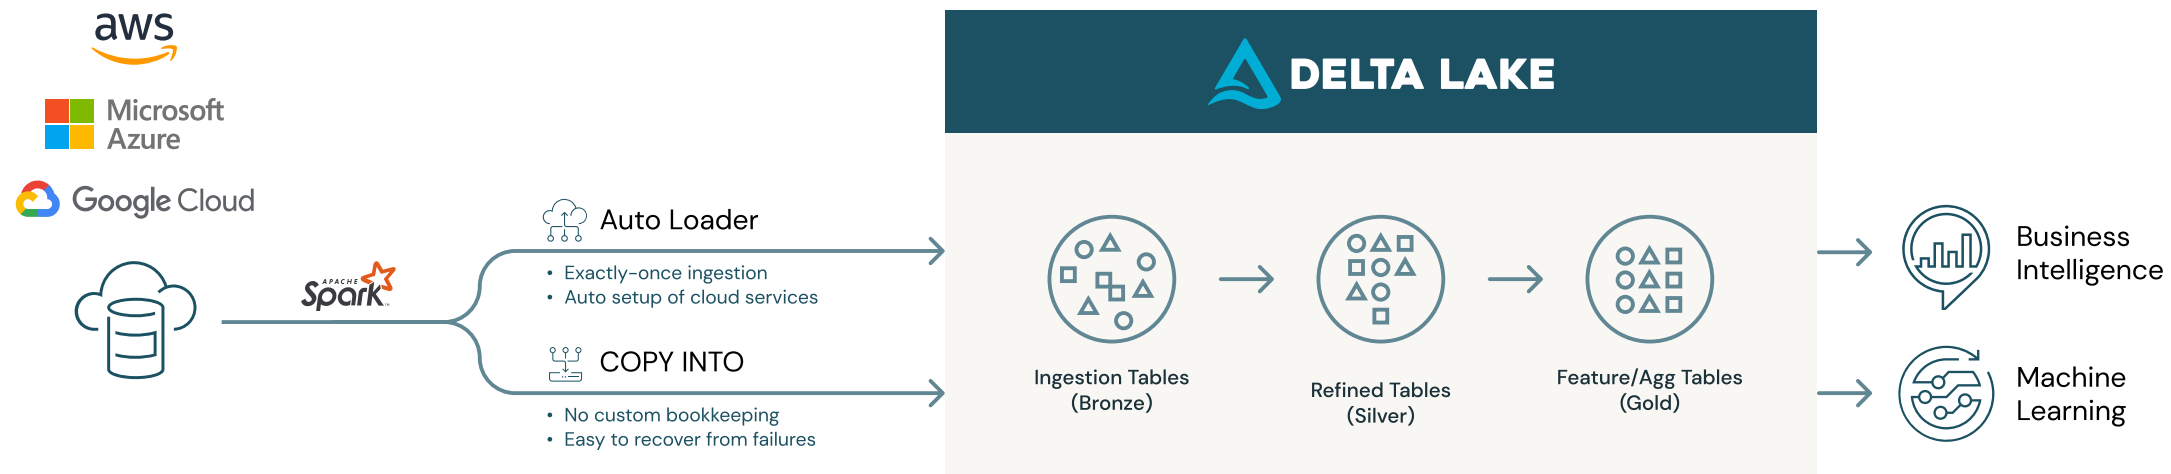 aws
Microsoft
Azure
Google Cloud
APACHE
Spark™
Auto Loader
• Exactly-once ingestion
• Auto setup of cloud services
COPY INTO
• No custom bookkeeping
• Easy to recover from failures
DELTA LAKE
Ingestion Tables
(Bronze)
Refined Tables
(Silver)
Feature/Agg Tables
(Gold)
Business
Intelligence
Machine
Learning